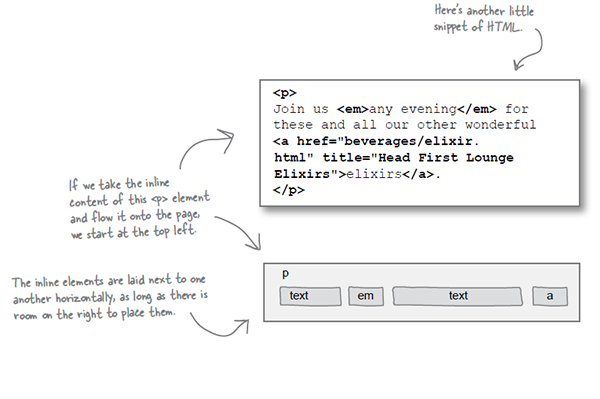 Here's another little
snippet of HTML.
<p>
Join us <em>any evening</em> for
these and all our other wonderful
<a href="beverages/elixir.
html" title="Head First Lounge
Elixirs">elixirs</a>.
</p>
If we take the inline
content of this <p> element
and flow it onto the page,
we start at the top left.
The inline elements are laid next to one
another horizontally, as long as there is
room on the right to place them.
p
text em text a